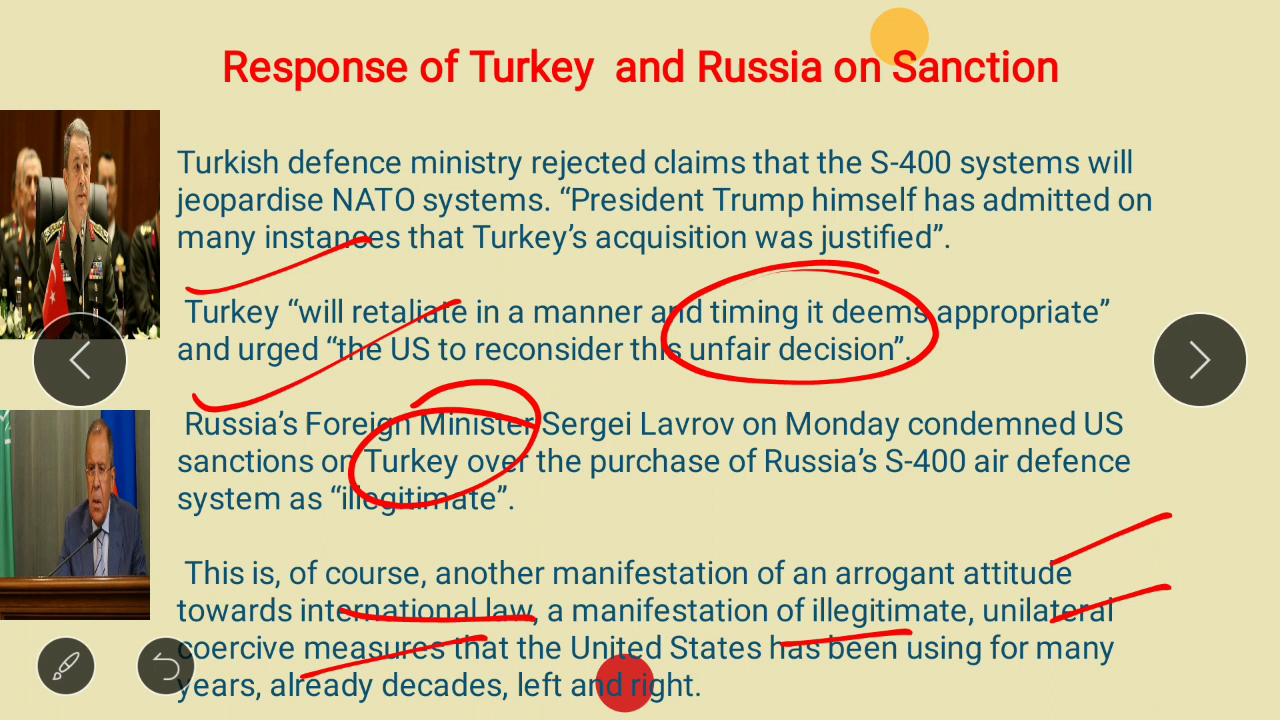 Response of Turkey and Russia on Sanction
Turkish defence ministry rejected claims that the S-400 systems will
jeopardise NATO systems. “President Trump himself has admitted on
many instances that Turkey’s acquisition was justified”.
Turkey “will retaliate in a manner and timing it deems appropriate”
and urged “the US to reconsider this unfair decision”.
Russia’s Foreign Minister Sergei Lavrov on Monday condemned US
sanctions on Turkey over the purchase of Russia’s S-400 air defence
system as “illegitimate”.
This is, of course, another manifestation of an arrogant attitude
towards international law, a manifestation of illegitimate, unilateral
coercive measures that the United States has been using for many
years, already decades, left and right.